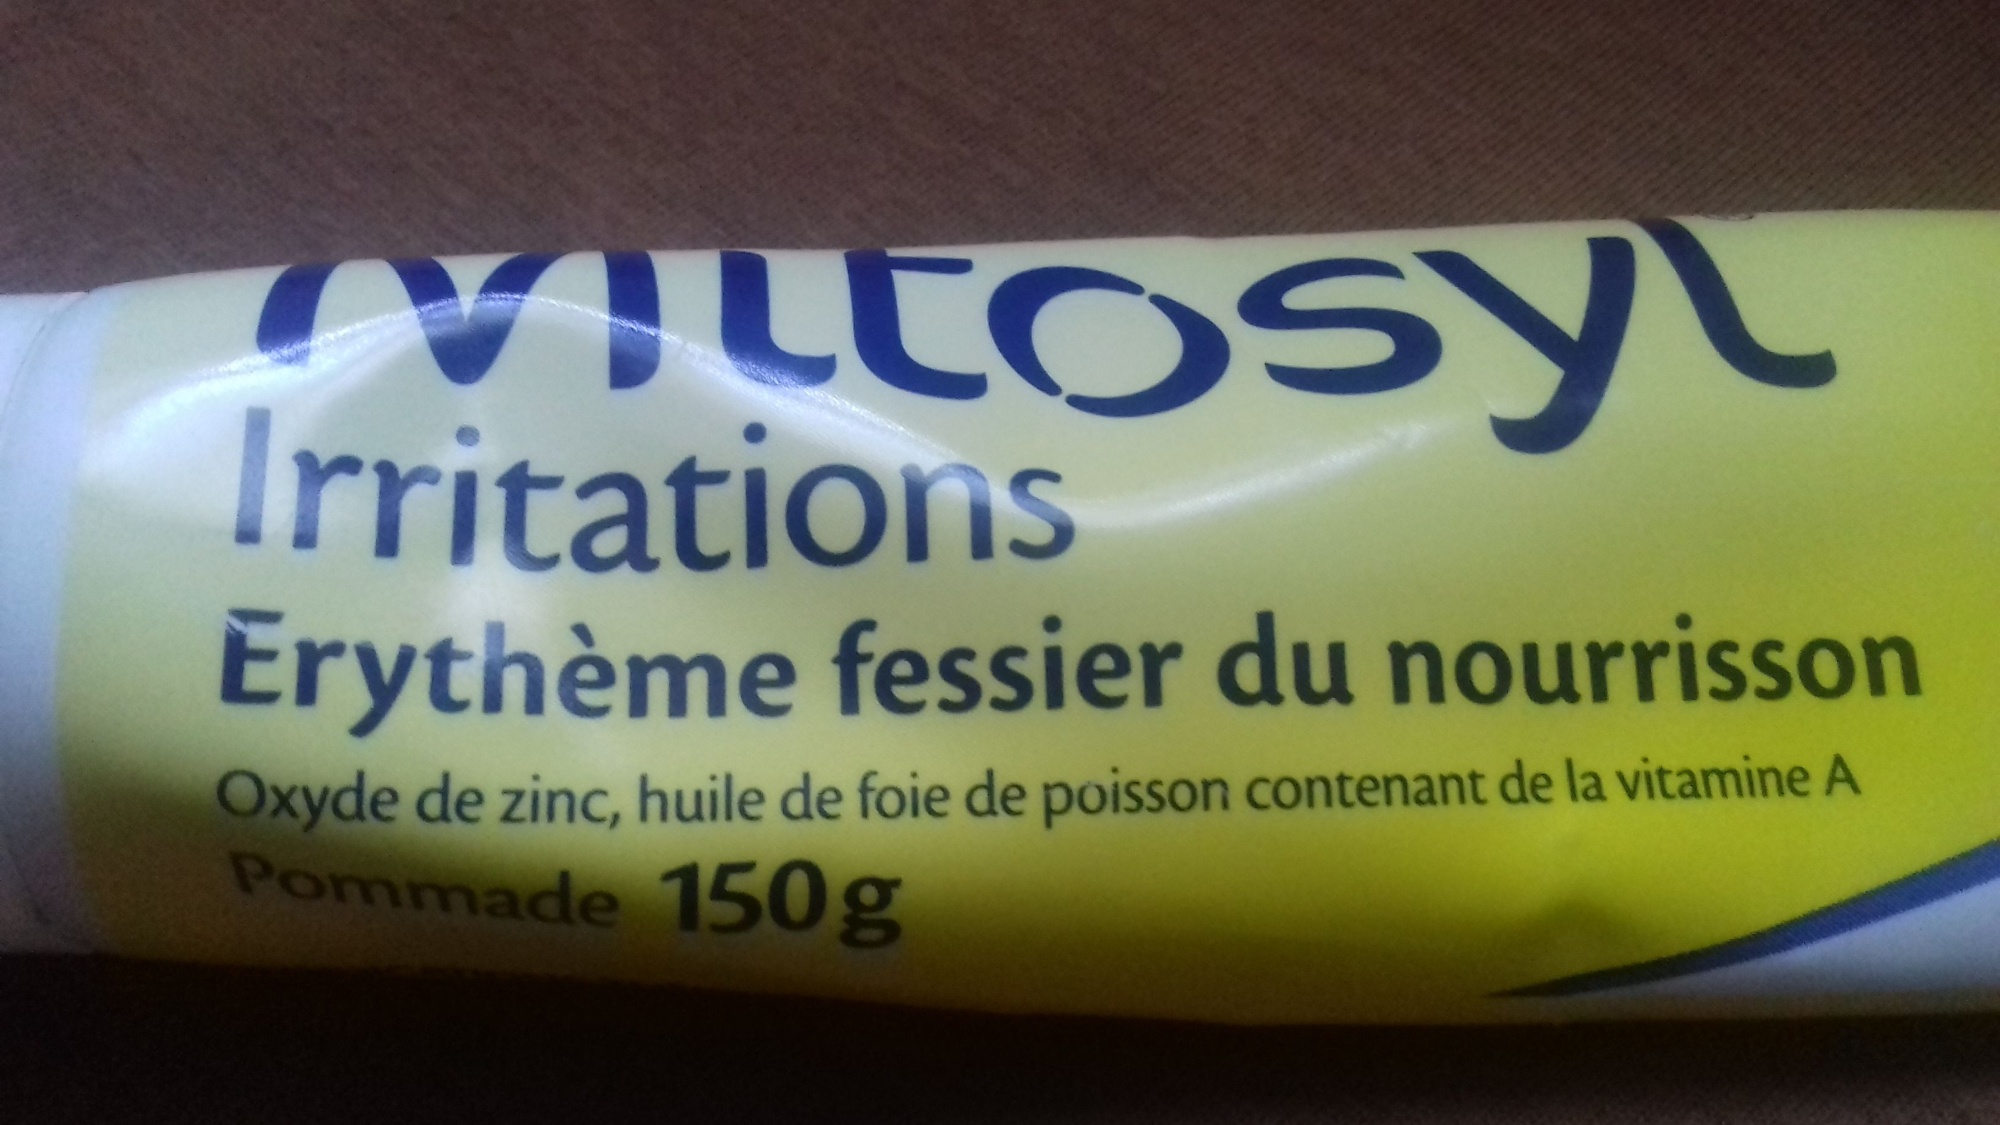 Mitosyl
Irritations
Erythème fessier du nourrisson
Oxyde de zinc, huile de foie de poisson contenant de la vitamine A
Pommade 150 g